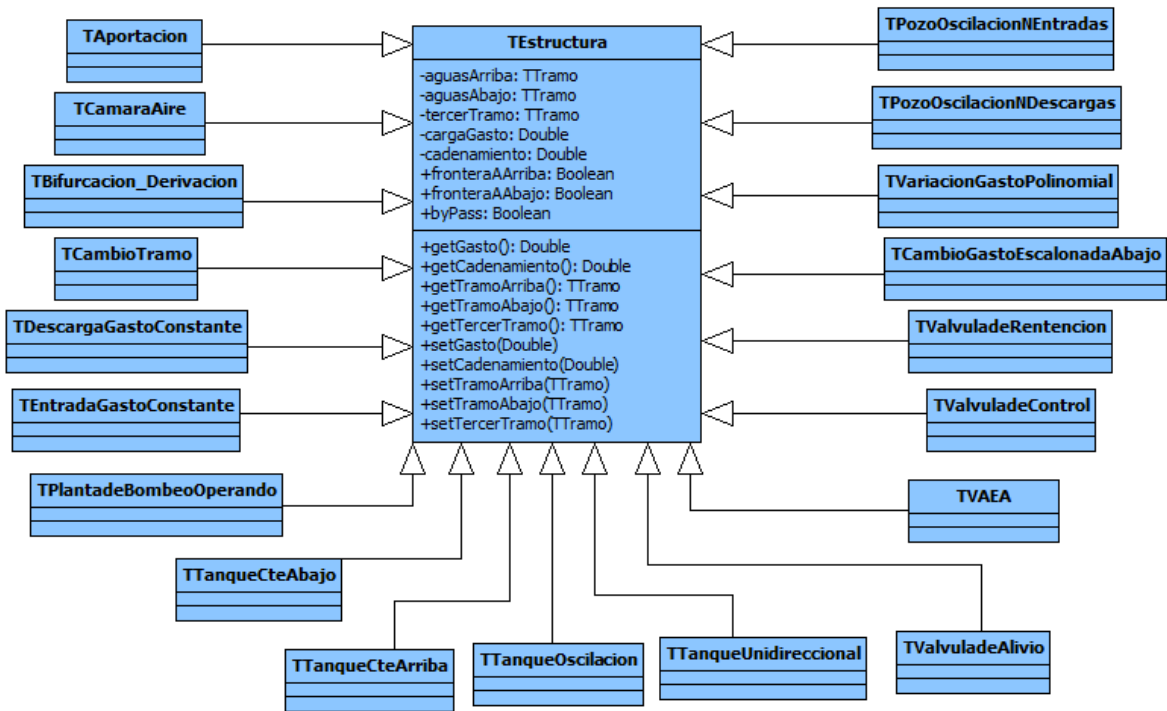 TAportacion
TCamaraAire
TBifurcacion_Derivacion
TCambioTramo
TDescargaGastoConstante
TEntradaGastoConstante
TPlantadeBombeoOperando
TTanqueCteAbajo
TTanqueCteArriba
TTanqueOscilacion
TTanqueUnidireccional
TValvuladeAlivio
TEstructura
-aguasArriba: TTramo
-aguasAbajo: TTramo
-tercerTramo: TTramo
-cargaGasto: Double
-cadenamiento: Double
+fronteraAArriba: Boolean
+fronteraAAbajo: Boolean
+byPass: Boolean
+getGasto(): Double
+getCadenamiento(): Double
+getTramoArriba(): TTramo
+getTramoAbajo(): TTramo
+getTercerTramo(): TTramo
+setGasto(Double)
+setCadenamiento(Double)
+setTramoArriba(TTramo)
+setTramoAbajo(TTramo)
+setTercerTramo(TTramo)
TPozoOscilacionNEntradas
TPozoOscilacionNDescargas
TVariacionGastoPolinomial
TCambioGastoEscalonadaAbajo
TValvuladeRentencion
TValvuladeControl
TVAEA